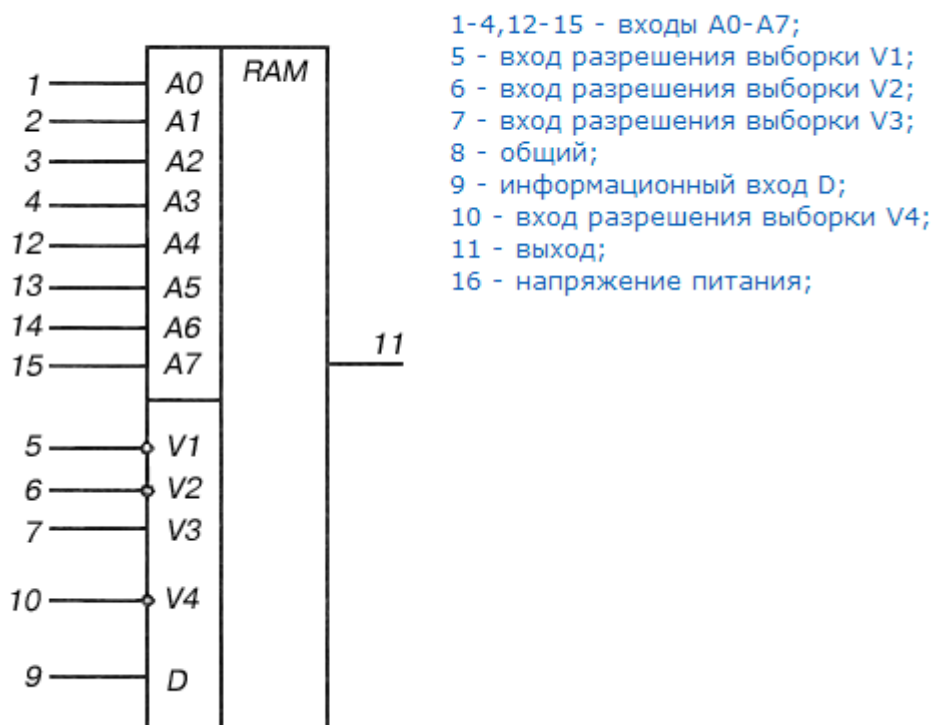 1 A0 RAM
2 A1
3 A2
4 A3
12 A4
13 A5
14 A6
15 A7
11
5 V1
6 V2
7 V3
10 V4
9 D
1-4,12-15 - входы A0-A7;
5 - вход разрешения выборки V1;
6 - вход разрешения выборки V2;
7 - вход разрешения выборки V3;
8 - общий;
9 - информационный вход D;
10 - вход разрешения выборки V4;
11 - выход;
16 - напряжение питания;